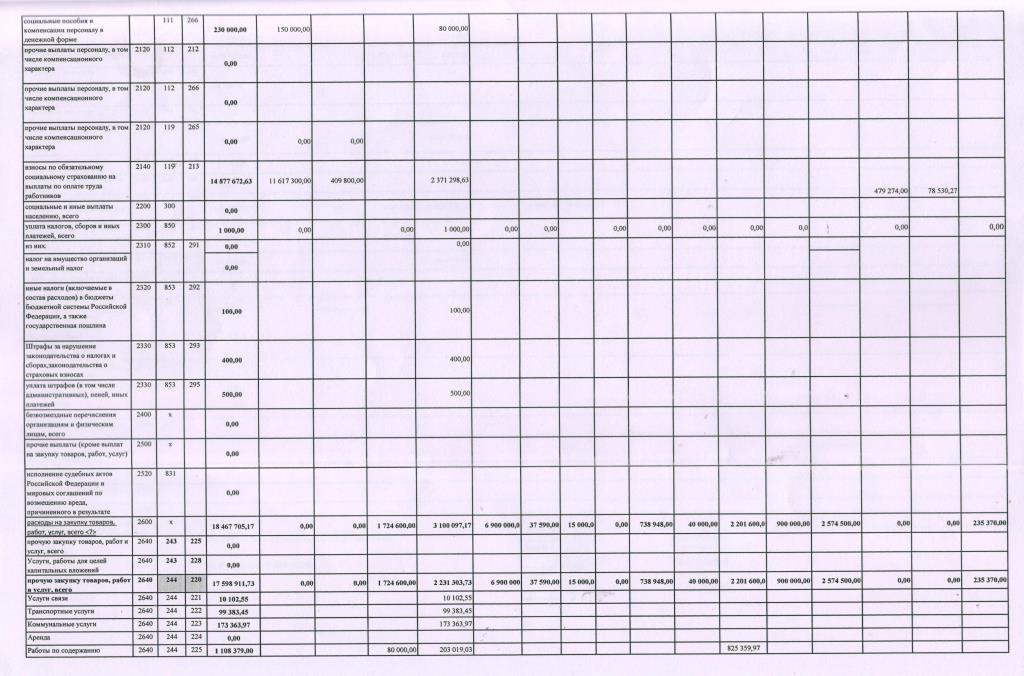 социальные пособия и 111 266
компенсации персоналу в 230 000,00 150 000,00 80 000,00
денежной форме
прочие выплаты персоналу, в том 2120 112 212
числе компенсационного 0,00
характера
прочие выплаты персоналу, в том 2120 112 266
числе компенсационного 0,00
характера
прочие выплаты персоналу, в том 2120 119 265
числе компенсационного 0,00 0,00 0,00
характера
взносы по обязательному 2140 119 213
социальному страхованию на 14 877 672,63 11 617 300,00 409 800,00 2 371 298,63
выплаты по оплате труда
работников 479 274,00 78 530,27
социальные и иные выплаты 2200 300
населению, всего 0,00
уплата налогов, сборов и иных 2300 850
платежей, всего 1 000,00 0,00 0,00 1 000,00 0,00 0,00 0,00 0,00 0,00 0,00 0,00 0,0 0,00 0,00
из них: 2310 852 291 0,00 0,00
налог на имущество организаций
и земельный налог 0,00
иные налоги (включаемые в 2320 853 292
состав расходов) в бюджеты
бюджетной системы Российской 100,00 100,00
Федерации, а также
государственная пошлина
Штрафы за нарушение 2330 853 293
законодательства о налогах и 400,00 400,00
сборах,законодательства о
страховых взносах
уплата штрафов (в том числе 2330 853 295
административных), пеней, иных 500,00 500,00
платежей
безвозмездные перечисления 2400 х
организациям и физическим 0,00
лицам, всего
прочие выплаты (кроме выплат 2500 х
на закупку товаров, работ, услуг) 0,00
исполнение судебных актов 2520 831
Российской Федерации и
мировых соглашений по 0,00
возмещению вреда,
причиненного в результате
расходы на закупку товаров, 2600 х
работ, услуг, всего <7> 18 467 705,17 0,00 0,00 1 724 600,00 3 100 097,17 6 900 000,0 37 590,00 15 000,0 0,00 738 948,00 40 000,00 2 201 600,0 900 000,00 2 574 500,00 0,00 0,00 235 370,00
прочую закупку товаров, работ и 2640 243 225
услуг, всего 0,00
Услуги, работы для целей 2640 243 228
капитальных вложений 0,00
прочую закупку товаров, работ 2640 244 220
и услуг, всего 17 598 911,73 0,00 0,00 1 724 600,00 2 231 303,73 6 900 000 37 590,00 15 000,0 0,00 738 948,00 40 000,00 2 201 600,0 900 000,00 2 574 500,00 0,00 0,00 235 370,00
Услуги связи 2640 244 221 10 102,55 10 102,55
Транспортные услуги 2640 244 222 99 383,45 99 383,45
Коммунальные услуги 2640 244 223 173 363,97 173 363,97
Аренда 2640 244 224 0,00
Работы по содержанию 2640 244 225 1 108 379,00 80 000,00 203 019,03 825 359,97